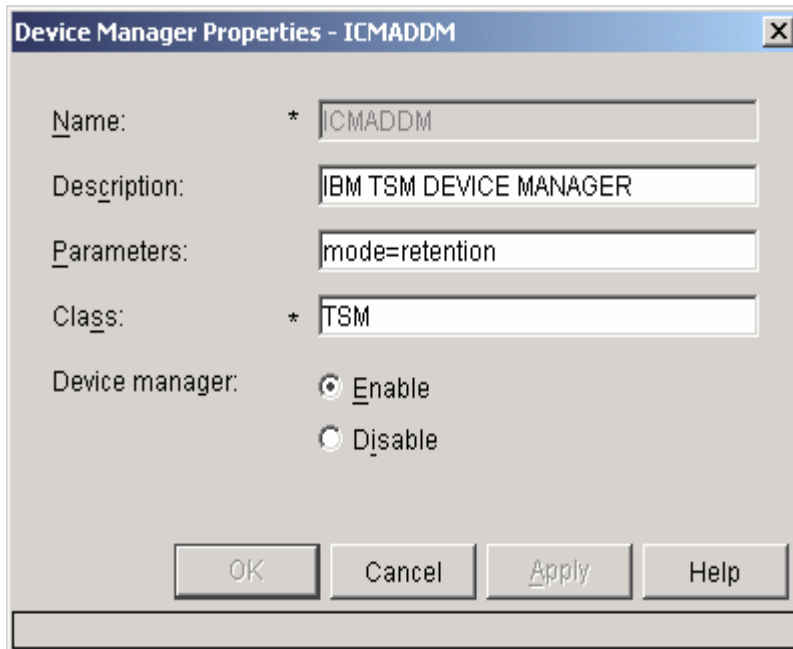 Device Manager Properties - ICMADDM
Name: * ICMADDM
Description: IBM TSM DEVICE MANAGER
Parameters: mode=retention
Class: * TSM
Device manager: Enable
Disable
OK Cancel Apply Help